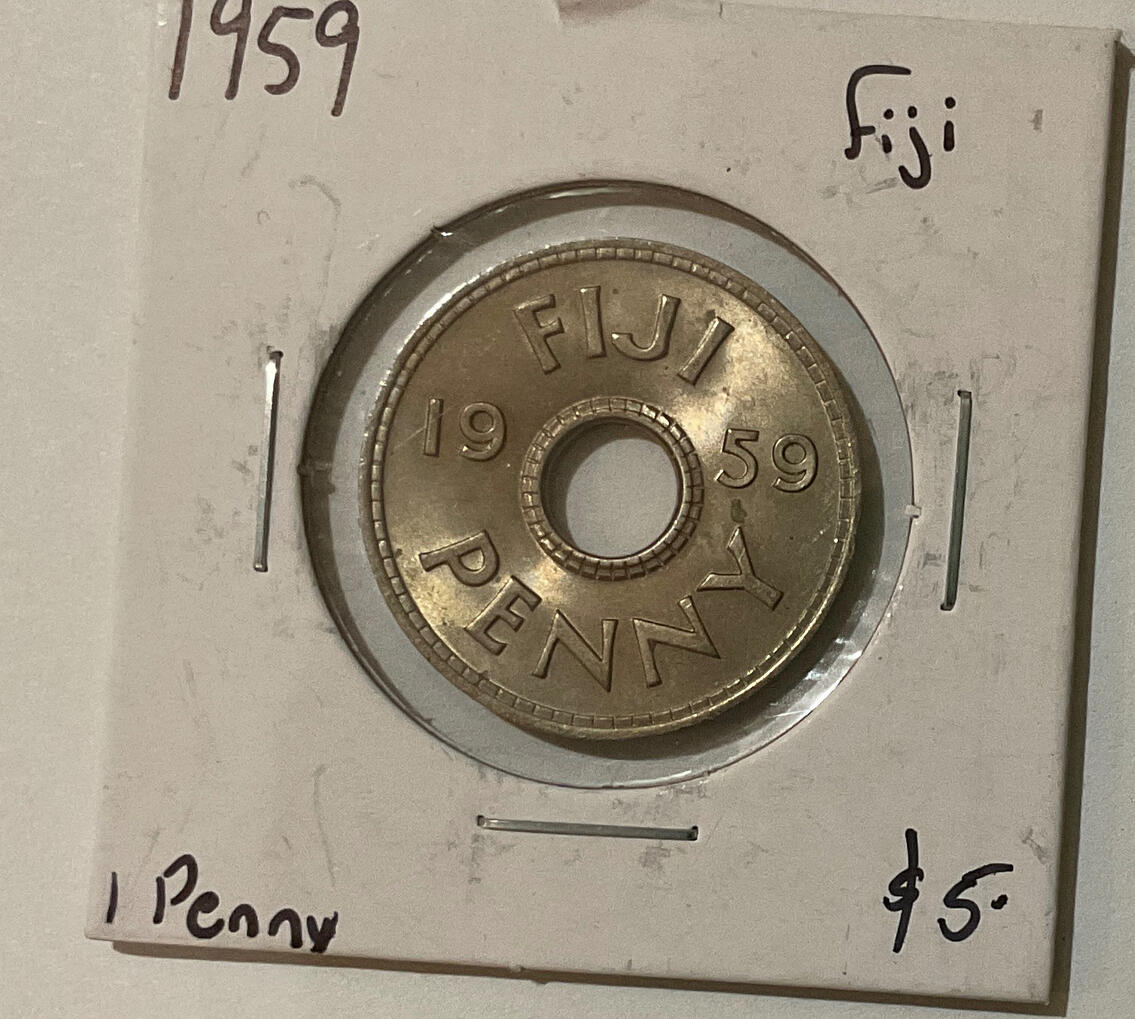 1959
Fiji
FIJI
19 59
PENNY
1 Penny
$5.